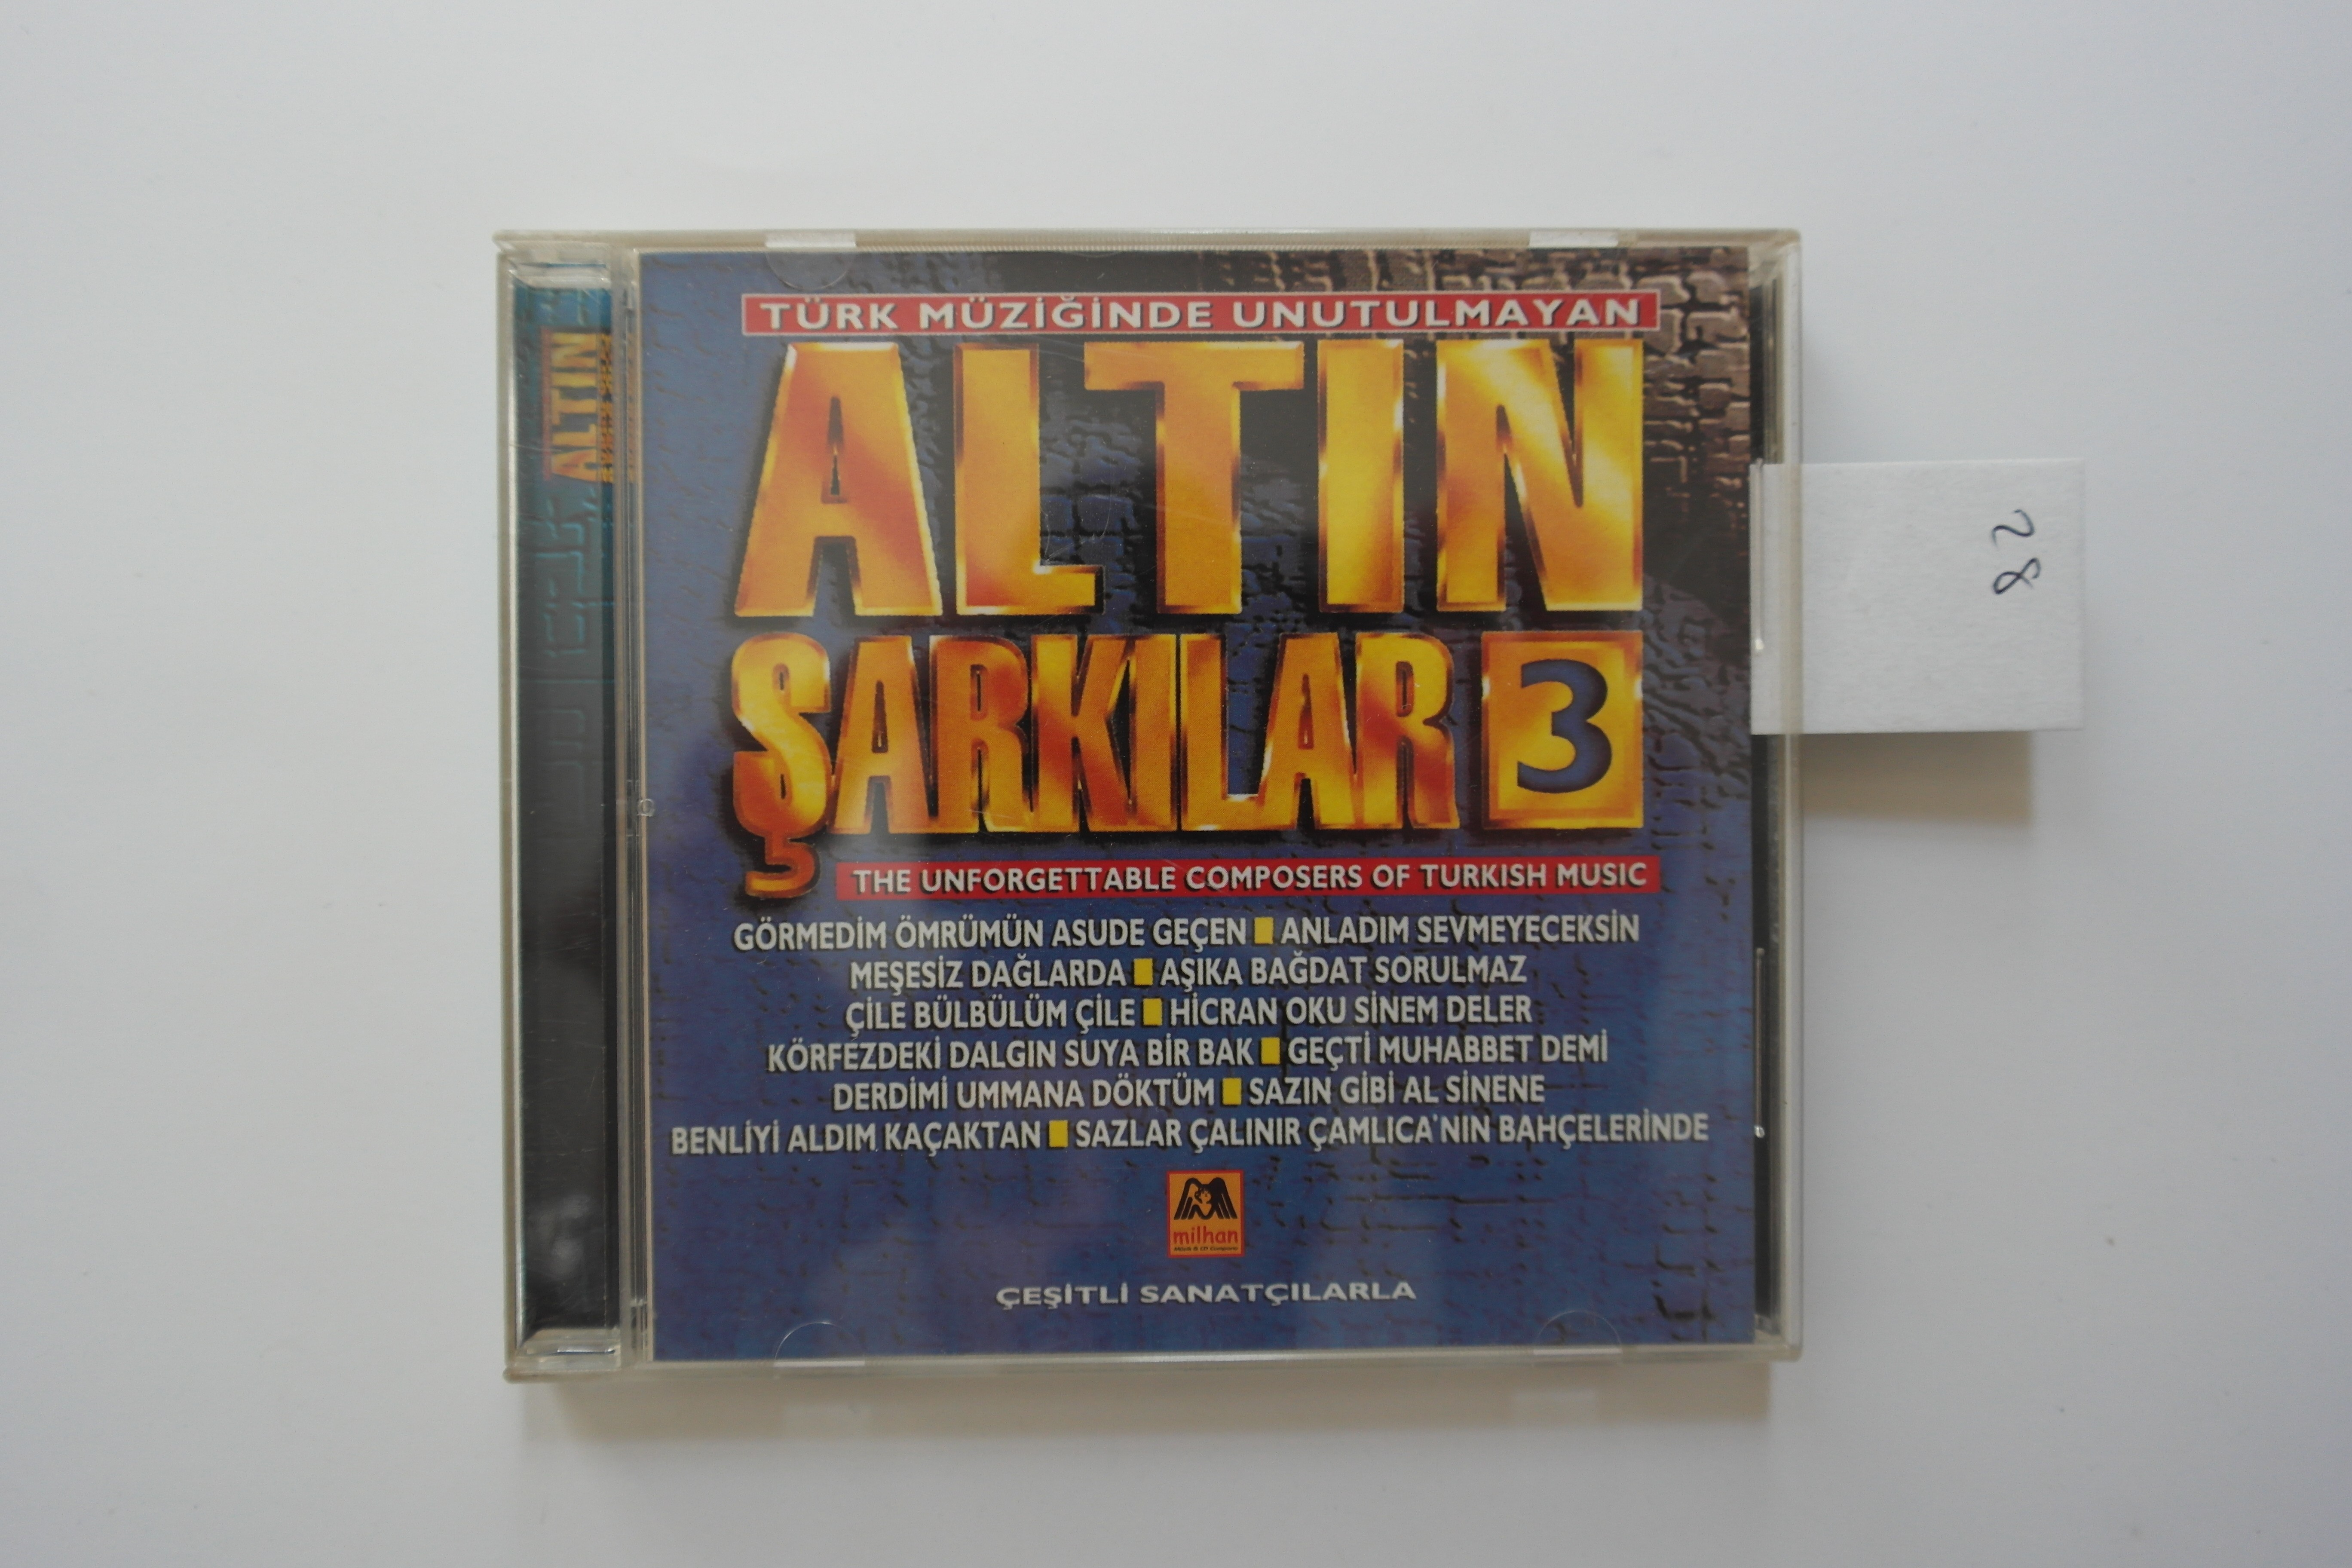 TÜRK MÜZİĞİNDE UNUTULMAYAN
ALTIN
ŞARKILAR 3
THE UNFORGETTABLE COMPOSERS OF TURKISH MUSIC
GÖRMEDİM ÖMRÜMÜN ASUDE GEÇEN ■ ANLADIM SEVMEYECEKSİN
MEŞESİZ DAĞLARDA ■ AŞIKA BAĞDAT SORULMAZ
ÇİLE BÜLBÜLÜM ÇİLE ■ HİCRAN OKU SİNEM DELER
KÖRFEZDEKİ DALGIN SUYA BİR BAK ■ GEÇTİ MUHABBET DEMİ
DERDİMİ UMMANA DÖKTÜM ■ SAZIN GİBİ AL SİNENE
BENLİYİ ALDIM KAÇAKTAN ■ SAZLAR ÇALINIR ÇAMLICA'NIN BAHÇELERİNDE
milhan
ÇEŞİTLİ SANATÇILARLA
ALTIN
28